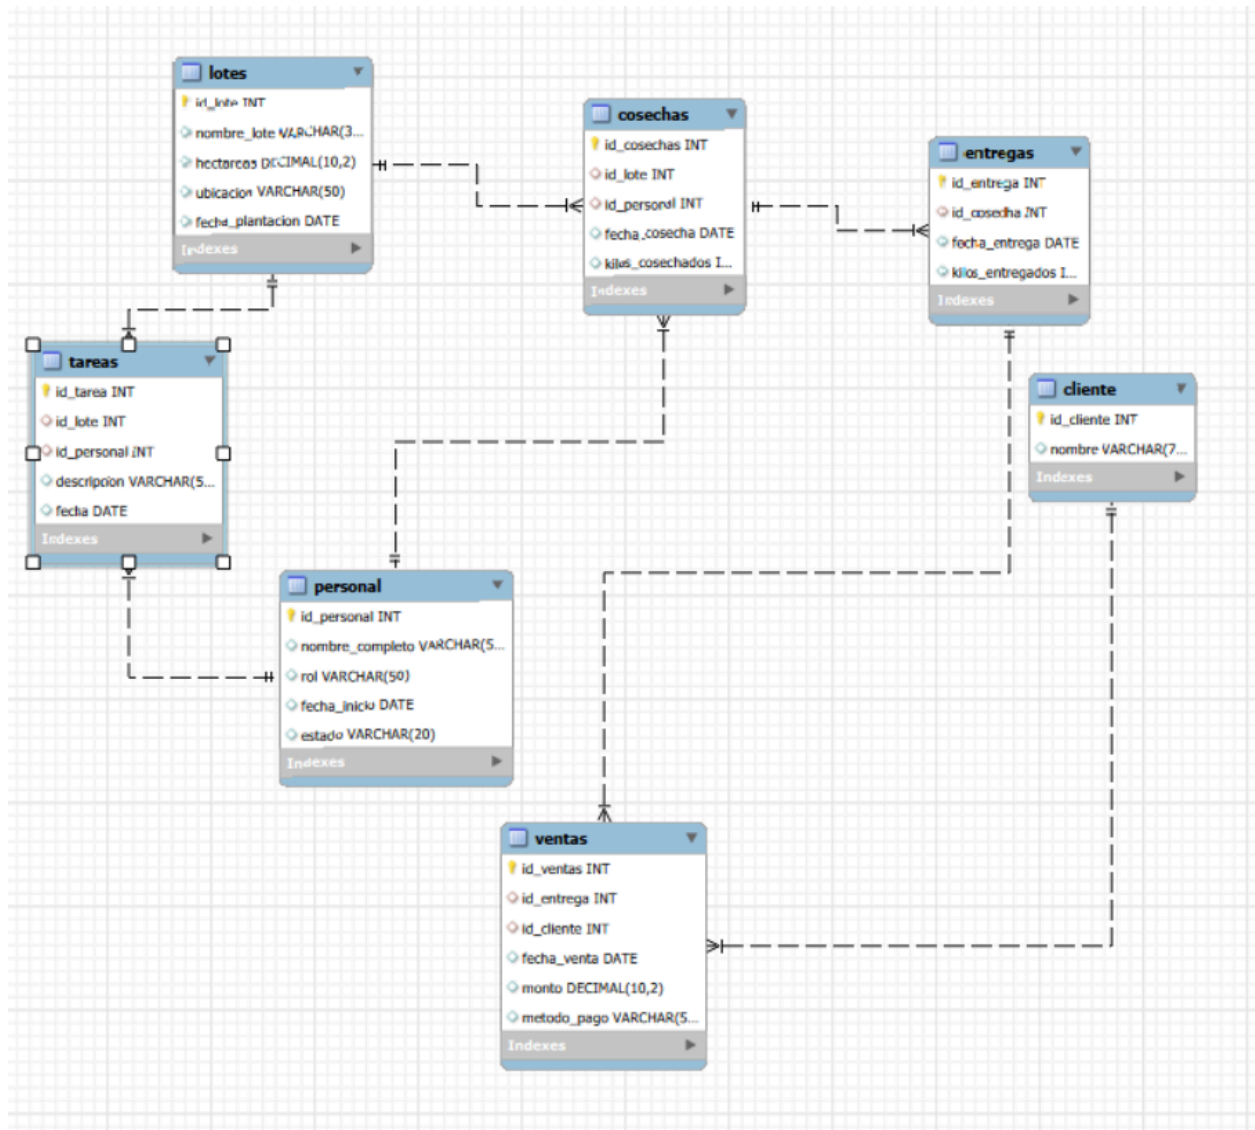 lotes
id_lote INT
nombre_lote VARCHAR(3...
hectareas DECIMAL(10,2)
ubicacion VARCHAR(50)
fecha_plantacion DATE
Indexes
cosechas
id_cosechas INT
id_lote INT
id_personal INT
fecha_cosecha DATE
kilos_cosechados I...
Indexes
entregas
id_entrega INT
id_cosedha INT
fecha_entrega DATE
kilos_entregados I...
Indexes
tareas
id_tarea INT
id_lote INT
id_personal INT
descripcion VARCHAR(5...
fecha DATE
Indexes
cliente
id_cliente INT
nombre VARCHAR(7...
Indexes
personal
id_personal INT
nombre_completo VARCHAR(5...
rol VARCHAR(50)
fecha_inicio DATE
estado VARCHAR(20)
Indexes
ventas
id_ventas INT
id_entrega INT
id_cliente INT
fecha_venta DATE
monto DECIMAL(10,2)
metodo_pago VARCHAR(5...
Indexes